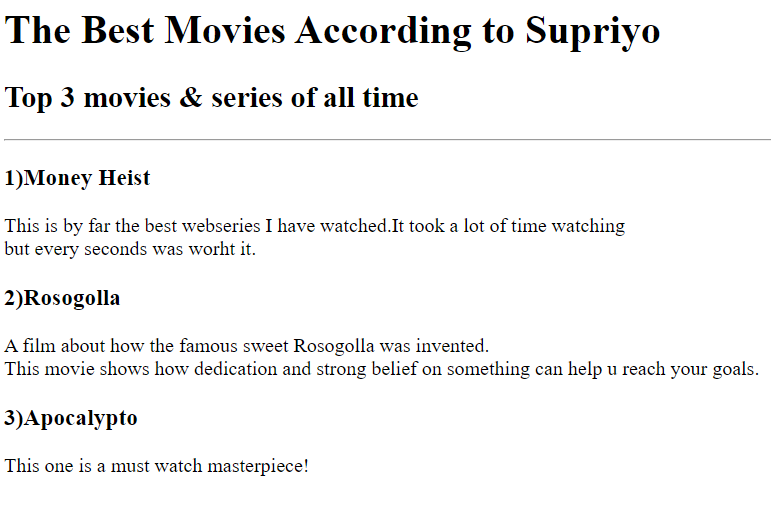 The Best Movies According to Supriyo
Top 3 movies & series of all time
1)Money Heist
This is by far the best webseries I have watched.It took a lot of time watching
but every seconds was worht it.
2)Rosogolla
A film about how the famous sweet Rosogolla was invented.
This movie shows how dedication and strong belief on something can help u reach your goals.
3)Apocalypto
This one is a must watch masterpiece!